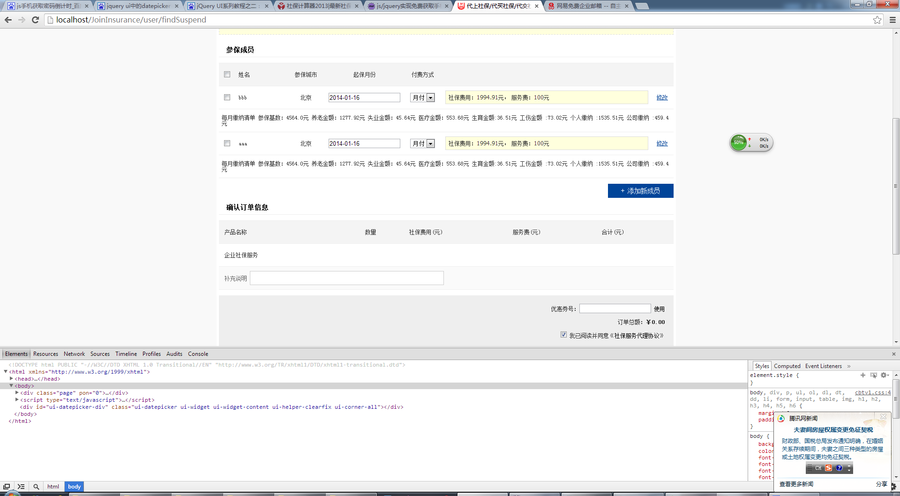 js手机获取密码倒计时_百
jquery ui中的datepicker
jQuery UI系列教程之二
社保计算器2013|最新社
js/jquery实现免费获取手
代上社保/代买社保/代交
网易免费企业邮箱 -- 登
localhost/JoinInsurance/user/findSuspend
参保成员
姓名 参保城市 起保月份 付费方式
kkk 北京 2014-01-16 月付 社保费用: 1994.91元, 服务费: 100元 修改
每月缴纳清单 参保基数: 4564.0元 养老金额: 1277.92元 失业金额: 45.64元 医疗金额: 553.68元 生育金额:36.51元 工伤金额 :73.02元 个人缴纳 :1535.51元 公司缴纳 :459.4
元
北京 2014-01-16 月付 社保费用: 1994.91元, 服务费: 100元 修改
每月缴纳清单 参保基数: 4564.0元 养老金额: 1277.92元 失业金额: 45.64元 医疗金额: 553.68元 生育金额:36.51元 工伤金额 :73.02元 个人缴纳 :1535.51元 公司缴纳 :459.4
元
+ 添加新成员
确认订单信息
产品名称 数量 社保费用(元) 服务费(元) 合计(元)
企业社保服务
补充说明
优惠券号: 使用
订单总额: ¥0.00
我已阅读并同意《社保服务代理协议》
0K/s
0K/s
Elements Resources Network Sources Timeline Profiles Audits Console
<!DOCTYPE html PUBLIC "-//W3C//DTD XHTML 1.0 Transitional//EN" "http://www.w3.org/TR/xhtml1/DTD/xhtml1-transitional.dtd">
<html xmlns="http://www.w3.org/1999/xhtml">
<head>…</head>
<body>
<div class="page" pon="0">…</div>
<script type="text/javascript">…</script>
<div id="ui-datepicker-div" class="ui-datepicker ui-widget ui-widget-content ui-helper-clearfix ui-corner-all"></div>
</body>
</html>
Styles Computed Event Listeners »
element.style {
}
body, div, p, ul, ol, dl, dt, cbtv1.css:4
dd, li, form, input, table, img, h1, h2,
h3, h4, h5, h6 {
腾讯网新闻
夫妻间房屋权属变更免征契税
财政部、国税总局发布通知明确，在婚姻
关系存续期间，夫妻之间三种类型的房屋
或土地权属变更均免征契税。
查看更多新闻 分享
}
body {
CH
html body